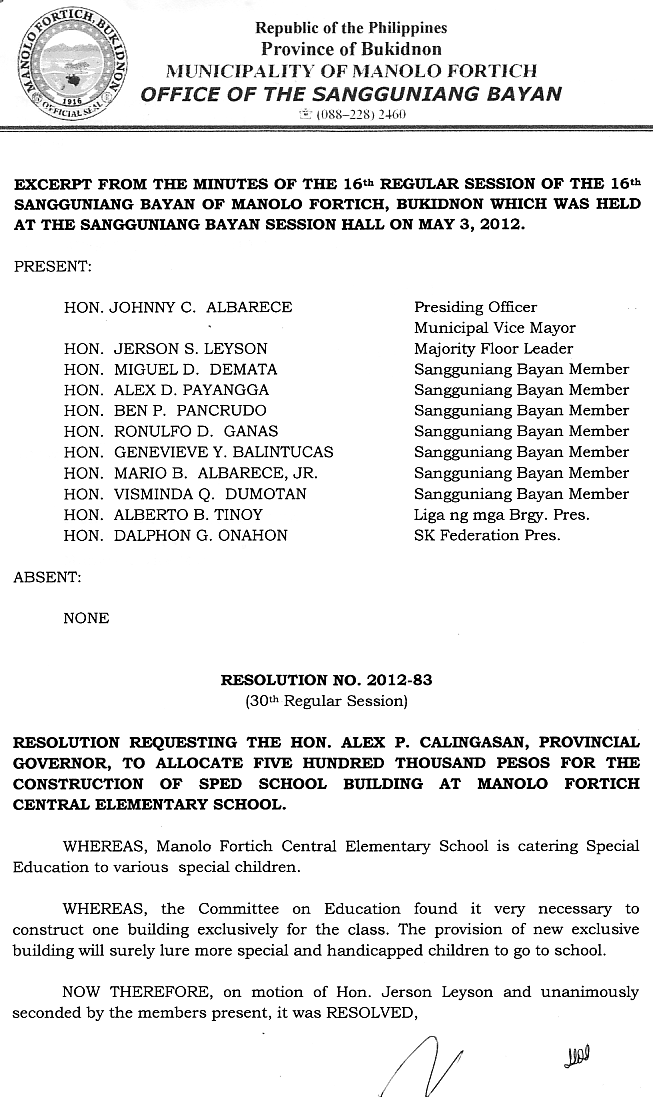 MANOLO FORTICH, BUKIDNON
1916
OFFICIAL SEAL
Republic of the Philippines
Province of Bukidnon
MUNICIPALITY OF MANOLO FORTICH
OFFICE OF THE SANGGUNIANG BAYAN
☏ (088-228) 2460
EXCERPT FROM THE MINUTES OF THE 16th REGULAR SESSION OF THE 16th
SANGGUNIANG BAYAN OF MANOLO FORTICH, BUKIDNON WHICH WAS HELD
AT THE SANGGUNIANG BAYAN SESSION HALL ON MAY 3, 2012.
PRESENT:
HON. JOHNNY C. ALBARECE Presiding Officer
Municipal Vice Mayor
HON. JERSON S. LEYSON Majority Floor Leader
HON. MIGUEL D. DEMATA Sangguniang Bayan Member
HON. ALEX D. PAYANGGA Sangguniang Bayan Member
HON. BEN P. PANCRUDO Sangguniang Bayan Member
HON. RONULFO D. GANAS Sangguniang Bayan Member
HON. GENEVIEVE Y. BALINTUCAS Sangguniang Bayan Member
HON. MARIO B. ALBARECE, JR. Sangguniang Bayan Member
HON. VISMINDA Q. DUMOTAN Sangguniang Bayan Member
HON. ALBERTO B. TINOY Liga ng mga Brgy. Pres.
HON. DALPHON G. ONAHON SK Federation Pres.
ABSENT:
NONE
RESOLUTION NO. 2012-83
(30th Regular Session)
RESOLUTION REQUESTING THE HON. ALEX P. CALINGASAN, PROVINCIAL
GOVERNOR, TO ALLOCATE FIVE HUNDRED THOUSAND PESOS FOR THE
CONSTRUCTION OF SPED SCHOOL BUILDING AT MANOLO FORTICH
CENTRAL ELEMENTARY SCHOOL.
WHEREAS, Manolo Fortich Central Elementary School is catering Special
Education to various special children.
WHEREAS, the Committee on Education found it very necessary to
construct one building exclusively for the class. The provision of new exclusive
building will surely lure more special and handicapped children to go to school.
NOW THEREFORE, on motion of Hon. Jerson Leyson and unanimously
seconded by the members present, it was RESOLVED,